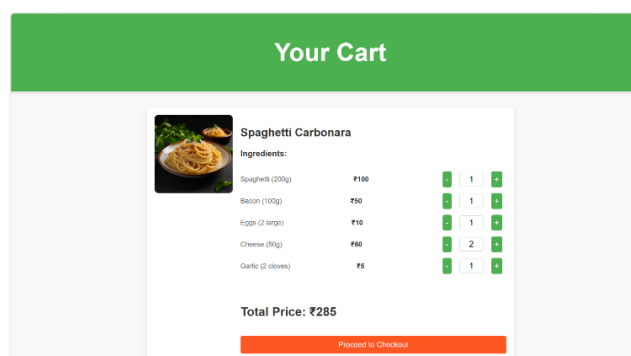 Your Cart
Spaghetti Carbonara
Ingredients:
Spaghetti (200g) ₹100 - 1 +
Bacon (100g) ₹50 - 1 +
Eggs (2 large) ₹10 - 1 +
Cheese (50g) ₹60 - 2 +
Garlic (2 cloves) ₹5 - 1 +
Total Price: ₹285
Proceed to Checkout